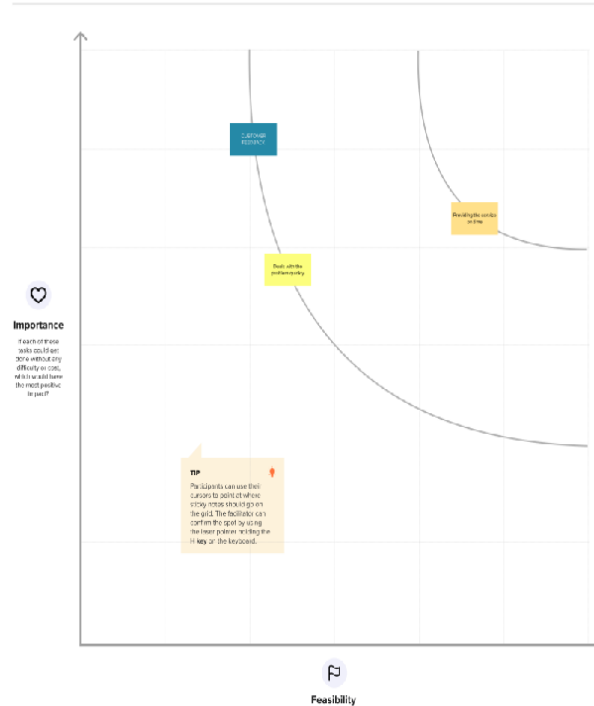 CUSTOMER
Providing the service
on time
Deals with the
problem quickly
Importance
If each of these
tasks could get
done without any
difficulty or cost,
which would have
the most positive
impact?
TIP
Participants can use their
cursors to point at where
sticky notes should go on
the grid. The facilitator can
confirm the spot by using
the laser pointer holding the
H key on the keyboard.
Feasibility